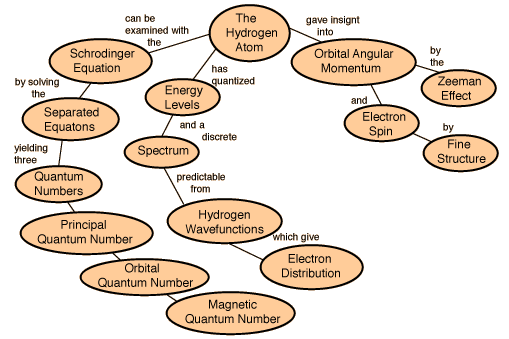 The
Hydrogen
Atom
can be
examined with
the
Schrodinger
Equation
by solving
the
Separated
Equatons
yielding
three
Quantum
Numbers
Principal
Quantum Number
Orbital
Quantum Number
Magnetic
Quantum Number
has
quantized
Energy
Levels
and a
discrete
Spectrum
predictable
from
Hydrogen
Wavefunctions
which give
Electron
Distribution
gave insignt
into
Orbital Angular
Momentum
by
the
Zeeman
Effect
and
Electron
Spin
by
Fine
Structure